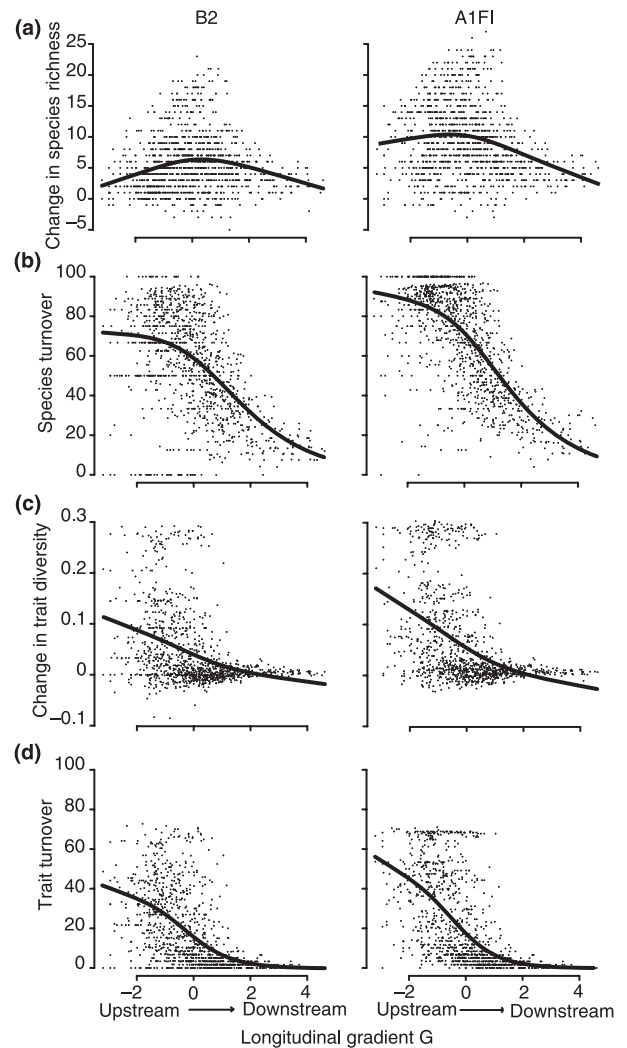 B2 A1FI
(a)
Change in species richness
25
20
15
10
5
0
−5
(b)
Species turnover
100
80
60
40
20
0
(c)
Change in trait diversity
0.3
0.2
0.1
0
−0.1
(d)
Trait turnover
100
80
60
40
20
0
−2 0 2 4 −2 0 2 4
Upstream Downstream Upstream Downstream
Longitudinal gradient G